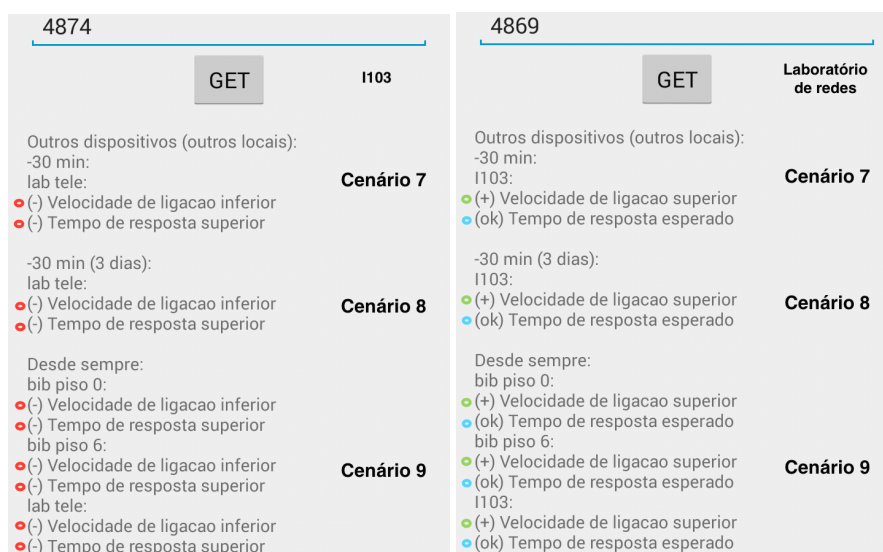 4874
GET
I103
Outros dispositivos (outros locais):
-30 min:
lab tele:
Cenário 7
(-) Velocidade de ligacao inferior
(-) Tempo de resposta superior
-30 min (3 dias):
lab tele:
(-) Velocidade de ligacao inferior
Cenário 8
(-) Tempo de resposta superior
Desde sempre:
bib piso 0:
(-) Velocidade de ligacao inferior
(-) Tempo de resposta superior
bib piso 6:
(-) Velocidade de ligacao inferior
Cenário 9
(-) Tempo de resposta superior
lab tele:
(-) Velocidade de ligacao inferior
(-) Tempo de resposta superior
4869
GET
Laboratório
de redes
Outros dispositivos (outros locais):
-30 min:
I103:
Cenário 7
(+) Velocidade de ligacao superior
(ok) Tempo de resposta esperado
-30 min (3 dias):
I103:
(+) Velocidade de ligacao superior
Cenário 8
(ok) Tempo de resposta esperado
Desde sempre:
bib piso 0:
(+) Velocidade de ligacao superior
(ok) Tempo de resposta esperado
bib piso 6:
(+) Velocidade de ligacao superior
Cenário 9
(ok) Tempo de resposta esperado
I103:
(+) Velocidade de ligacao superior
(ok) Tempo de resposta esperado